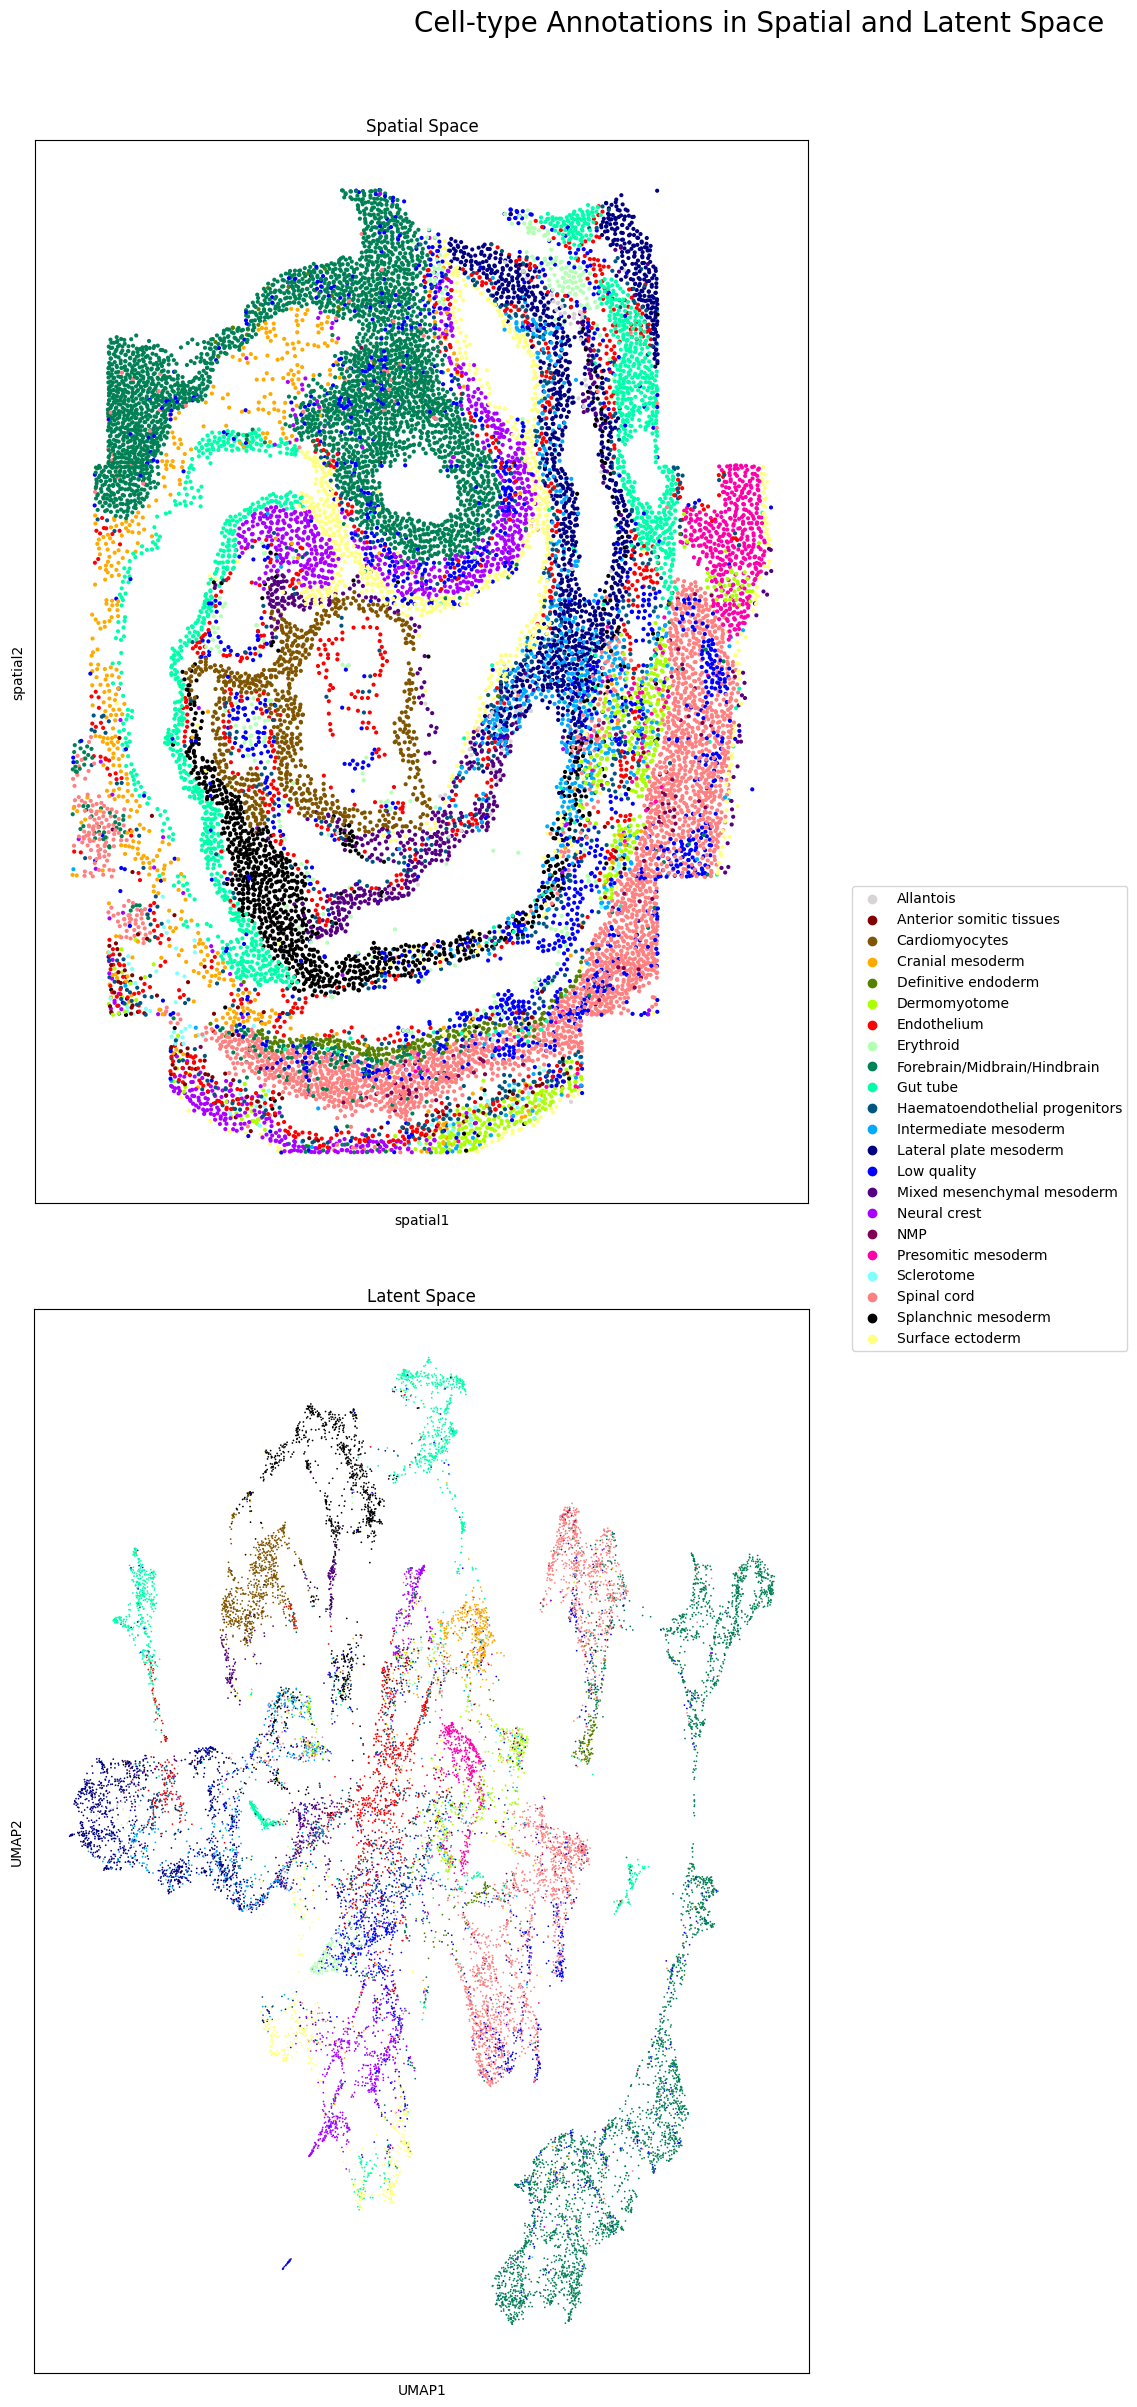 Cell-type Annotations in Spatial and Latent Space
Spatial Space
spatial2
spatial1
Allantois
Anterior somitic tissues
Cardiomyocytes
Cranial mesoderm
Definitive endoderm
Dermomyotome
Endothelium
Erythroid
Forebrain/Midbrain/Hindbrain
Gut tube
Haematoendothelial progenitors
Intermediate mesoderm
Lateral plate mesoderm
Low quality
Mixed mesenchymal mesoderm
Neural crest
NMP
Presomitic mesoderm
Sclerotome
Spinal cord
Splanchnic mesoderm
Surface ectoderm
Latent Space
UMAP2
UMAP1